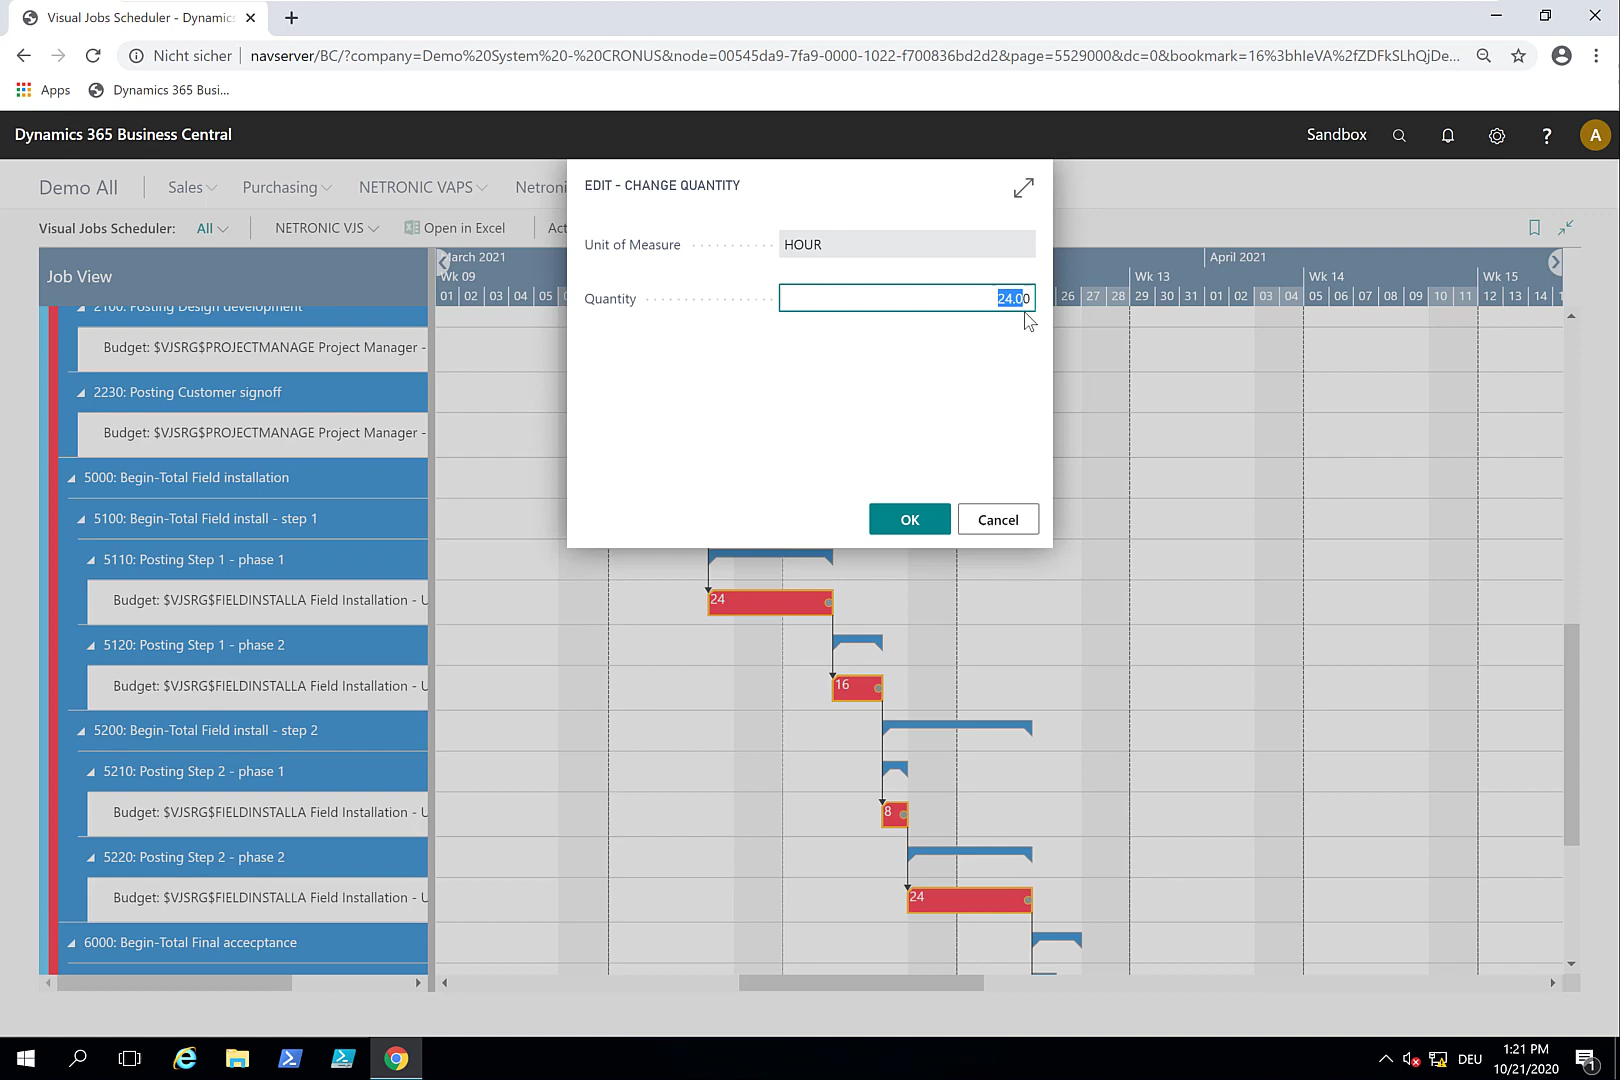 Visual Jobs Scheduler - Dynamics
Nicht sicher | navserver/BC/?company=Demo%20System%20-%20CRONUS&node=00545da9-7fa9-0000-1022-f700836bd2d2&page=5529000&dc=0&bookmark=16%3bhIeVA%2fZDFkSLhQjDe...
Apps
Dynamics 365 Busi...
Dynamics 365 Business Central
Sandbox
?
A
Demo All
Sales
Purchasing
NETRONIC VAPS
Netroni
Visual Jobs Scheduler:
All
NETRONIC VJS
Open in Excel
Act
EDIT - CHANGE QUANTITY
Unit of Measure
HOUR
Quantity
24.00
OK
Cancel
Job View
March 2021
April 2021
Wk 09
Wk 13
Wk 14
Wk 15
01 02 03 04 05
26 27 28 29 30 31 01 02 03 04 05 06 07 08 09 10 11 12 13 14
2100: Posting Design development
Budget: $VJSRG$PROJECTMANAGE Project Manager -
2230: Posting Customer signoff
Budget: $VJSRG$PROJECTMANAGE Project Manager -
5000: Begin-Total Field installation
5100: Begin-Total Field install - step 1
5110: Posting Step 1 - phase 1
Budget: $VJSRG$FIELDINSTALLA Field Installation - U
24
5120: Posting Step 1 - phase 2
Budget: $VJSRG$FIELDINSTALLA Field Installation - U
16
5200: Begin-Total Field install - step 2
5210: Posting Step 2 - phase 1
Budget: $VJSRG$FIELDINSTALLA Field Installation - U
8
5220: Posting Step 2 - phase 2
Budget: $VJSRG$FIELDINSTALLA Field Installation - U
24
6000: Begin-Total Final accecptance
DEU
1:21 PM
10/21/2020
1